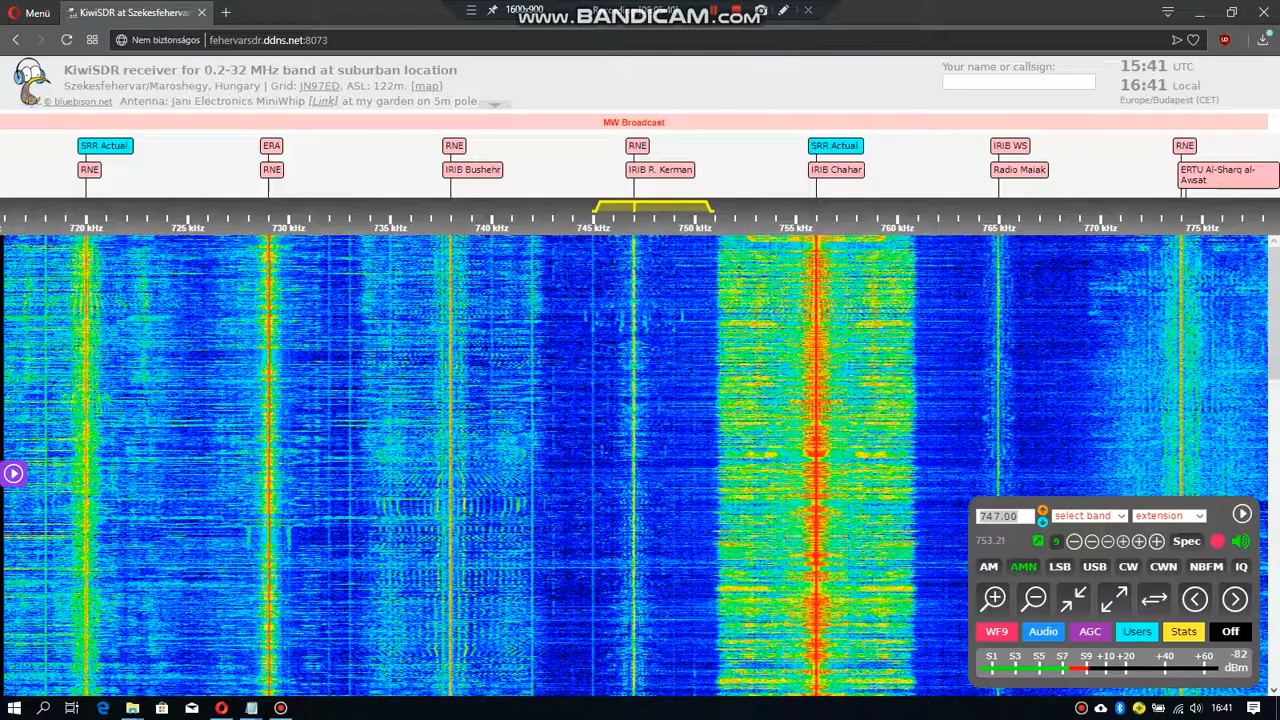 Menü
KiwiSDR at Szekesfehervar
1600x900
www.BANDICAM.com
Nem biztonságos
fehervarsdr.ddns.net:8073
KiwiSDR receiver for 0.2-32 MHz band at suburban location
Szekesfehervar/Maroshegy, Hungary | Grid: JN97ED, ASL: 122m. [map]
© bluebison.net
Antenna: Jani Electronics MiniWhip [Link] at my garden on 5m pole
Your name or callsign:
15:41 UTC
16:41 Local
Europe/Budapest (CET)
MW Broadcast
SRR Actual ERA RNE RNE SRR Actual IRIB WS RNE
RNE RNE IRIB Bushehr IRIB R. Kerman IRIB Chahar Radio Maiak ERTU Al-Sharq al-
Awsat
720 kHz 725 kHz 730 kHz 735 kHz 740 kHz 745 kHz 750 kHz 755 kHz 760 kHz 765 kHz 770 kHz 775 kHz
747.00 select band extension
753.21 9 Spec
AM AMN LSB USB CW CWN NBFM IQ
WF9 Audio AGC Users Stats Off
S1 S3 S5 S7 S9 +10 +20 +40 +60 -82
dBm
16:41